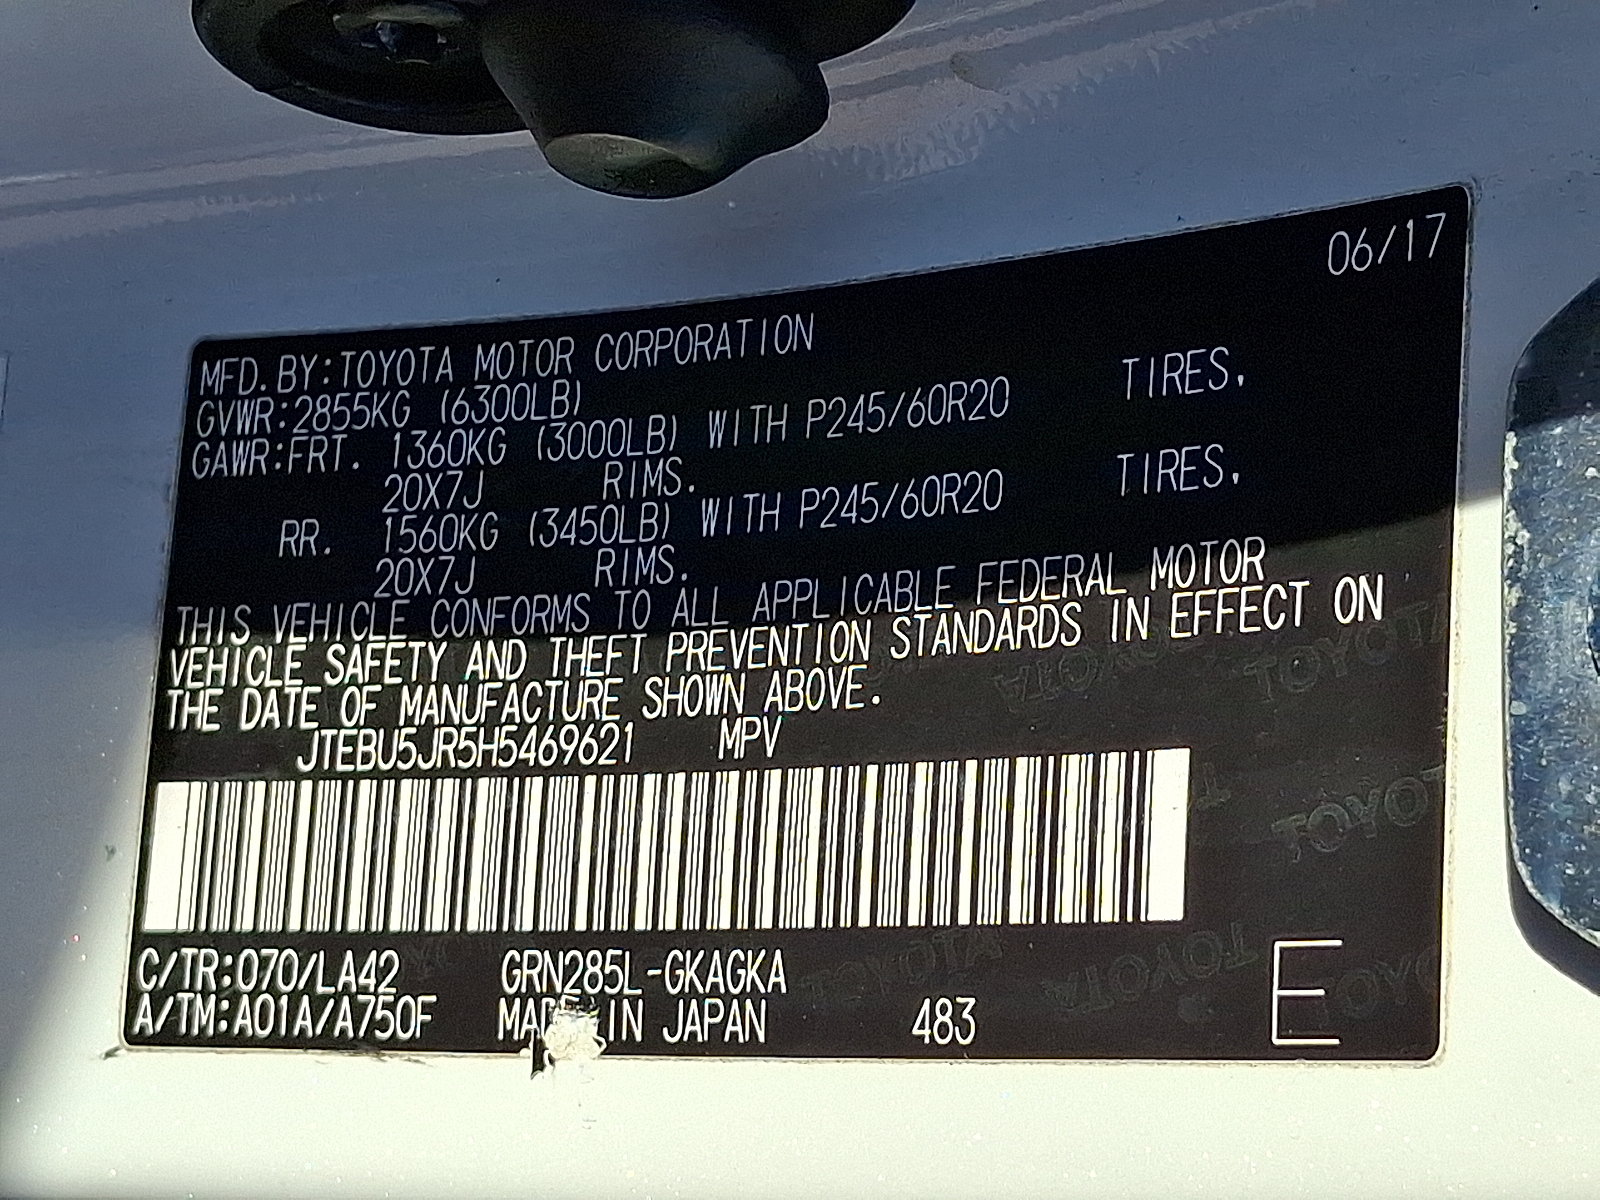 06/17
MFD.BY:TOYOTA MOTOR CORPORATION
GVWR:2855KG (6300LB)
GAWR:FRT. 1360KG (3000LB) WITH P245/60R20 TIRES.
20X7J RIMS.
RR. 1560KG (3450LB) WITH P245/60R20 TIRES.
20X7J RIMS.
THIS VEHICLE CONFORMS TO ALL APPLICABLE FEDERAL MOTOR
VEHICLE SAFETY AND THEFT PREVENTION STANDARDS IN EFFECT ON
THE DATE OF MANUFACTURE SHOWN ABOVE.
JTEBU5JR5H5469621 MPV
C/TR:070/LA42 GRN285L-GKAGKA
A/TM:A01A/A750F MADE IN JAPAN 483 E